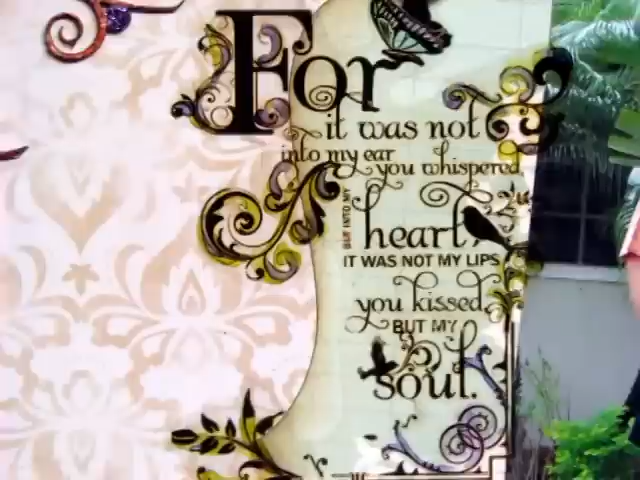 For
it was not
into my ear
you whispered
BUT INTO MY
heart
IT WAS NOT MY LIPS
you kissed,
BUT MY
soul.